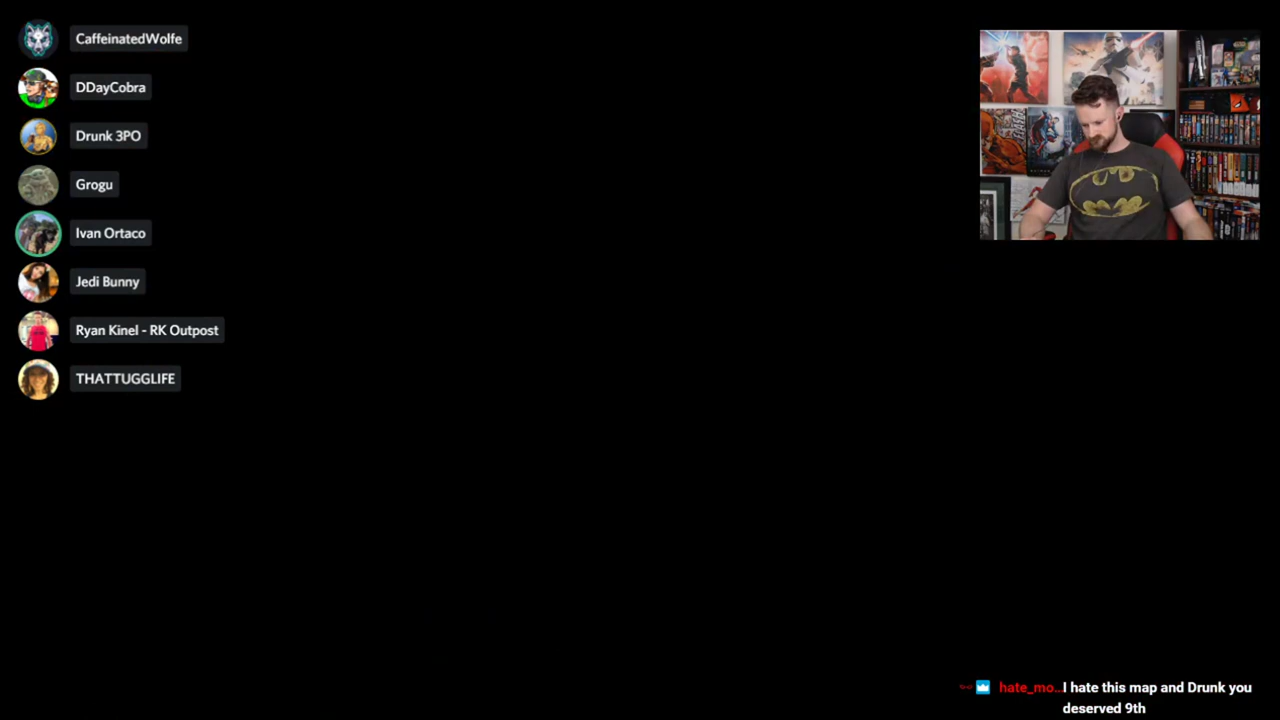 CaffeinatedWolfe
DDayCobra
Drunk 3PO
Grogu
Ivan Ortaco
Jedi Bunny
Ryan Kinel - RK Outpost
THATTUGGLIFE
hate_mo... I hate this map and Drunk you
deserved 9th